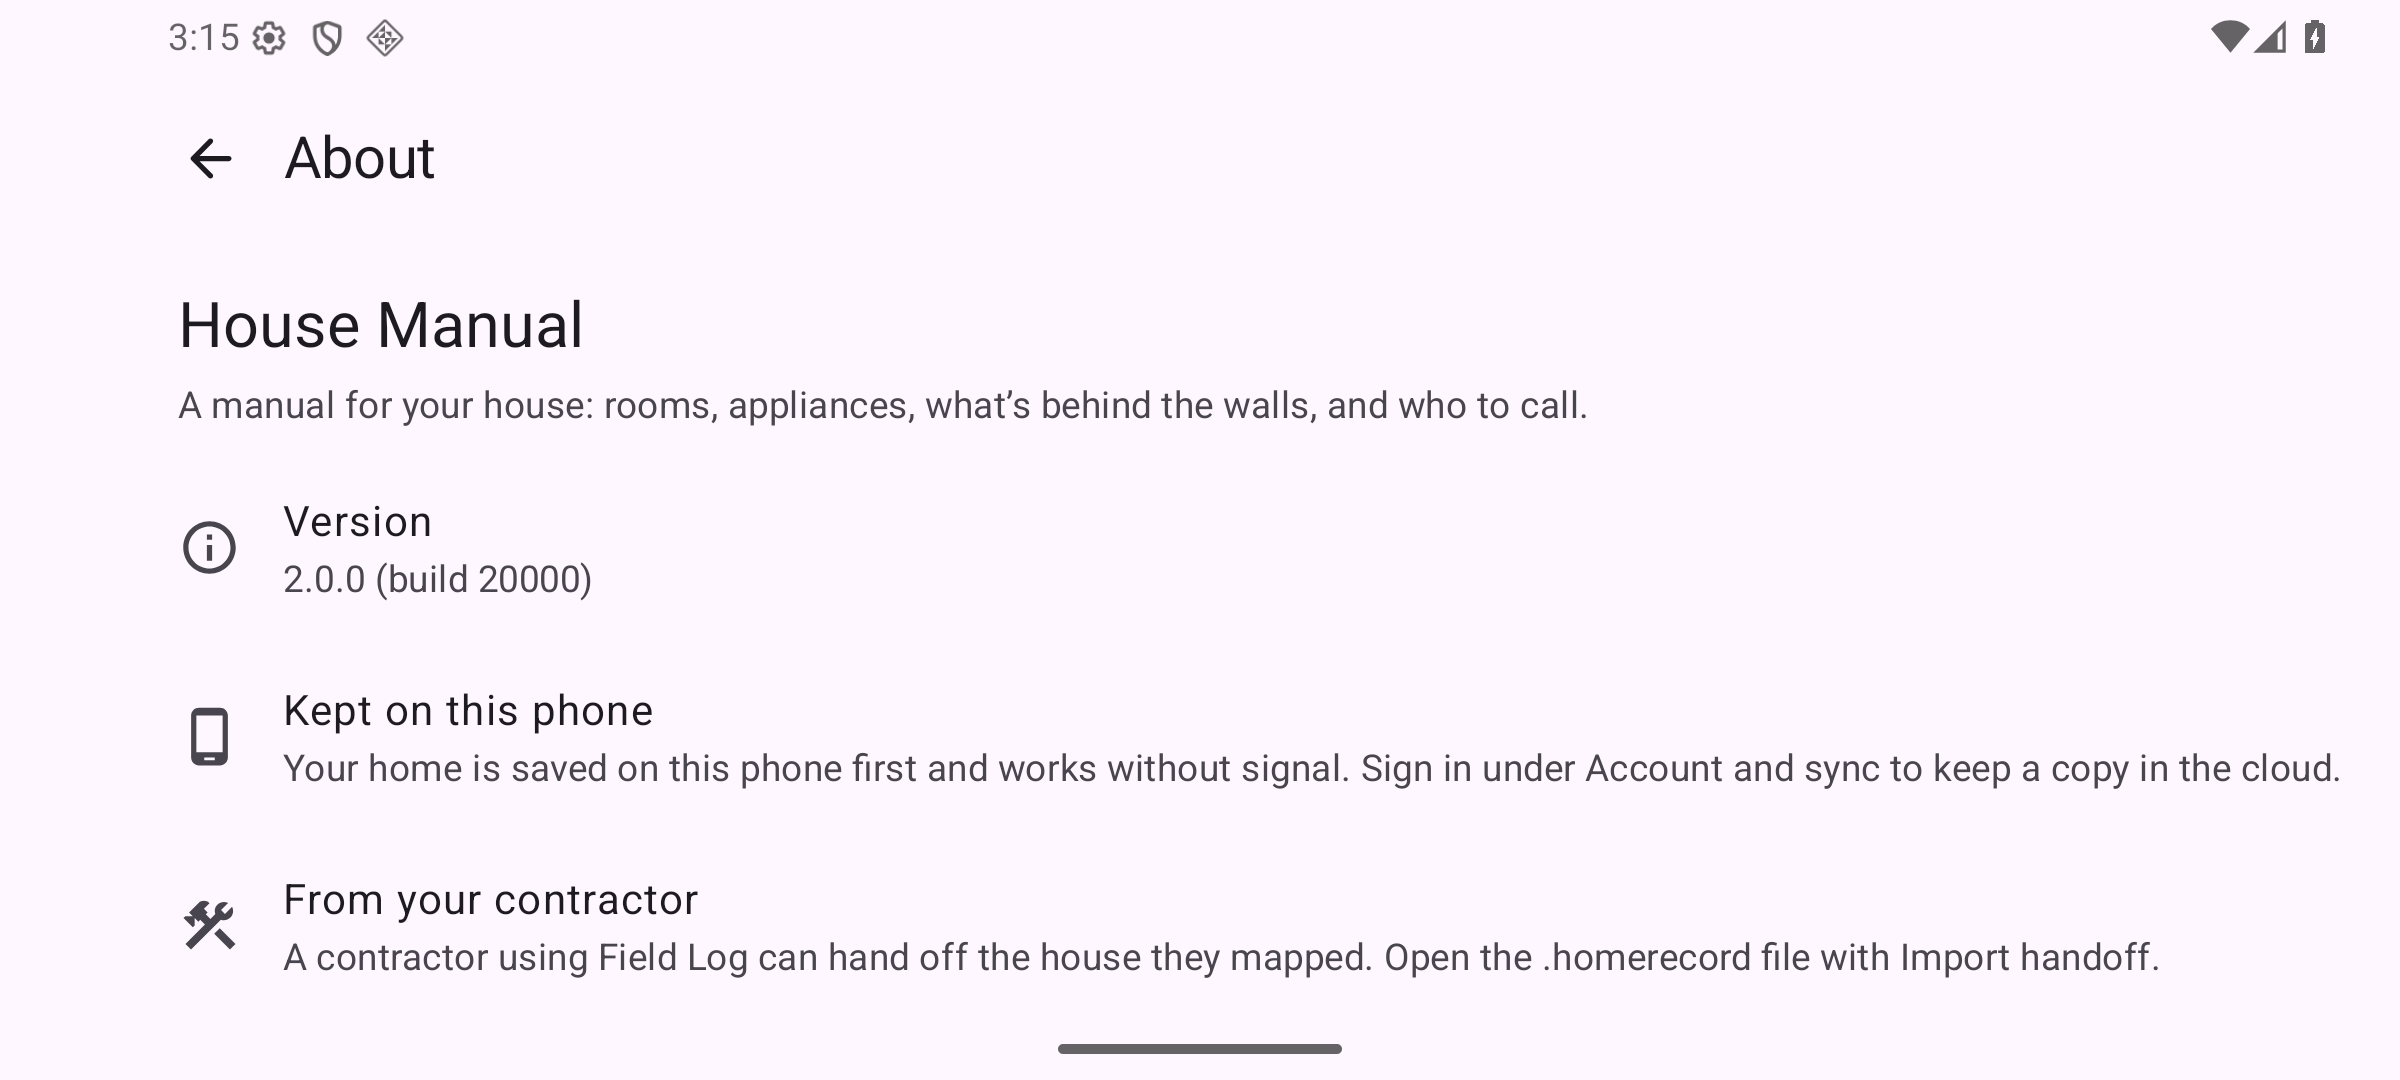 3:15
About
House Manual
A manual for your house: rooms, appliances, what’s behind the walls, and who to call.
Version
2.0.0 (build 20000)
Kept on this phone
Your home is saved on this phone first and works without signal. Sign in under Account and sync to keep a copy in the cloud.
From your contractor
A contractor using Field Log can hand off the house they mapped. Open the .homerecord file with Import handoff.